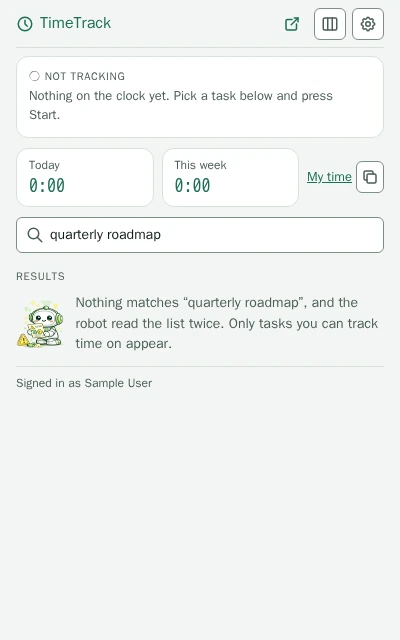 TimeTrack
NOT TRACKING
Nothing on the clock yet. Pick a task below and press
Start.
Today
0:00
This week
0:00
My time
quarterly roadmap
RESULTS
Nothing matches “quarterly roadmap”, and the
robot read the list twice. Only tasks you can track
time on appear.
Signed in as Sample User